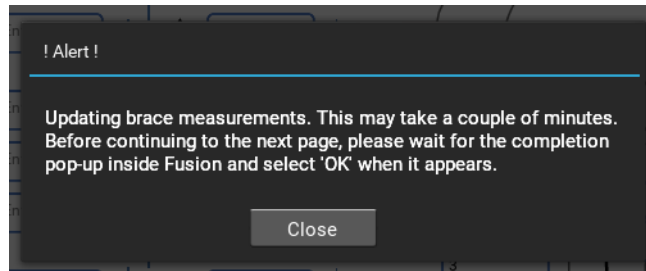 ! Alert !
Updating brace measurements. This may take a couple of minutes.
Before continuing to the next page, please wait for the completion
pop-up inside Fusion and select 'OK' when it appears.
Close
3